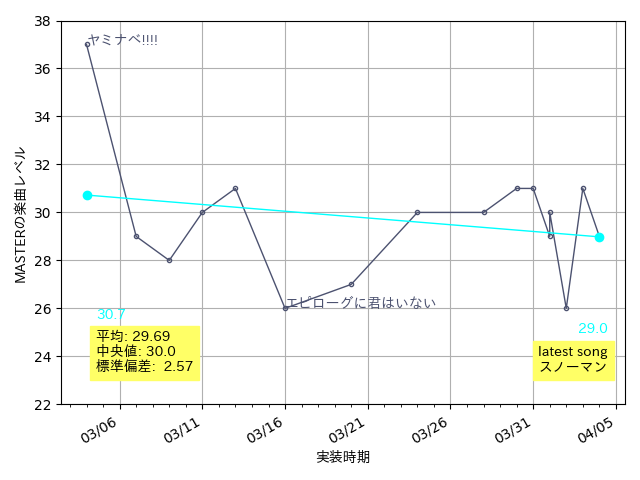 38
36
34
32
30
28
26
24
22
MASTERの楽曲レベル
ヤミナベ!!!!
エピローグに君はいない
30.7
平均: 29.69
中央値: 30.0
標準偏差: 2.57
29.0
latest song
スノーマン
03/06
03/11
03/16
03/21
03/26
03/31
04/05
実装時期